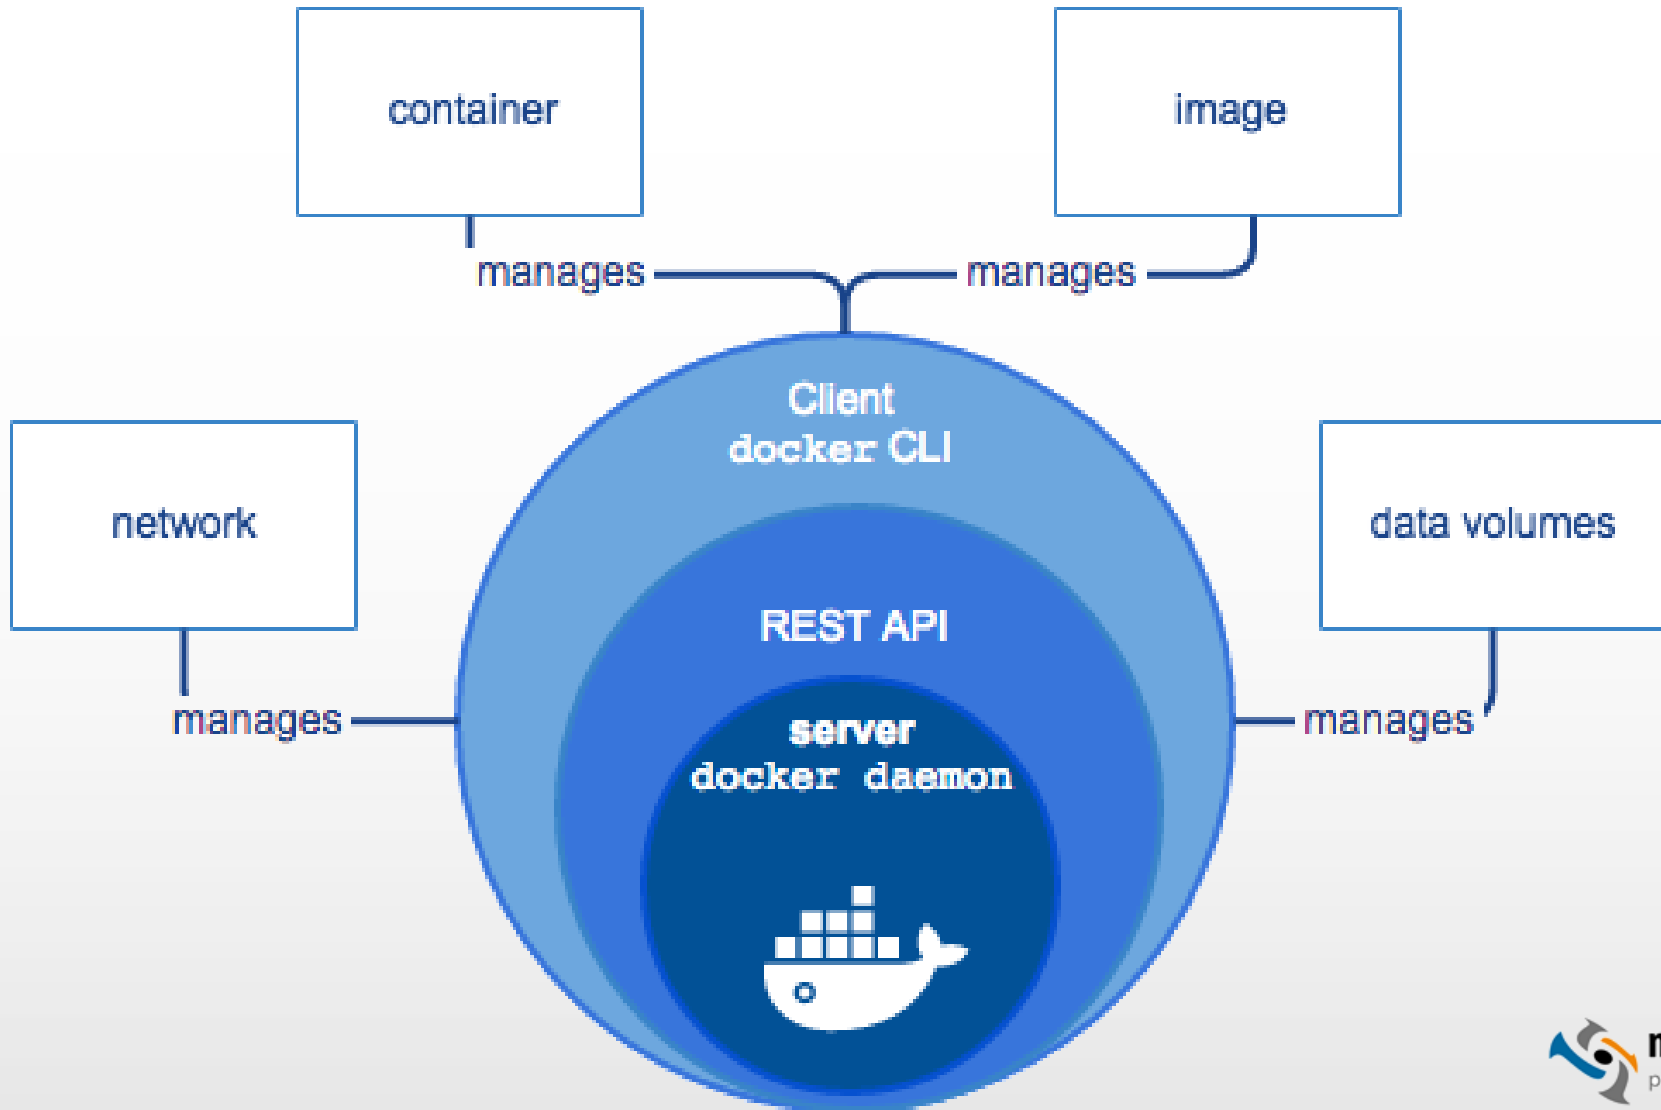 container
image
manages
manages
Client
docker CLI
network
data volumes
REST API
manages
manages
server
docker daemon